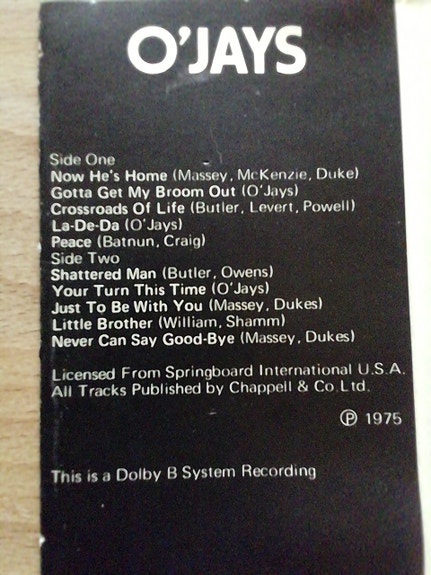 O'JAYS
Side One
Now He's Home (Massey, McKenzie, Duke)
Gotta Get My Broom Out (O'Jays)
Crossroads Of Life (Butler, Levert, Powell)
La-De-Da (O'Jays)
Peace (Batnun, Craig)
Side Two
Shattered Man (Butler, Owens)
Your Turn This Time (O'Jays)
Just To Be With You (Massey, Dukes)
Little Brother (William, Shamm)
Never Can Say Good-Bye (Massey, Dukes)
Licensed From Springboard International U.S.A.
All Tracks Published by Chappell & Co. Ltd.
Ⓟ 1975
This is a Dolby B System Recording